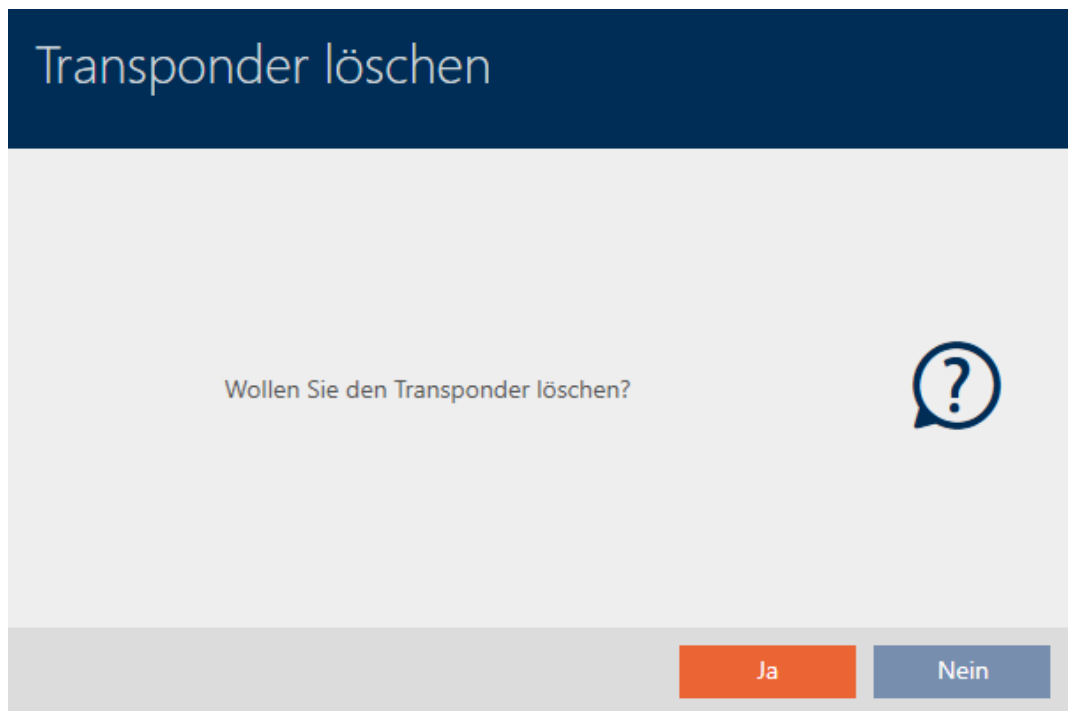 Transponder löschen
Wollen Sie den Transponder löschen?
?
Ja
Nein